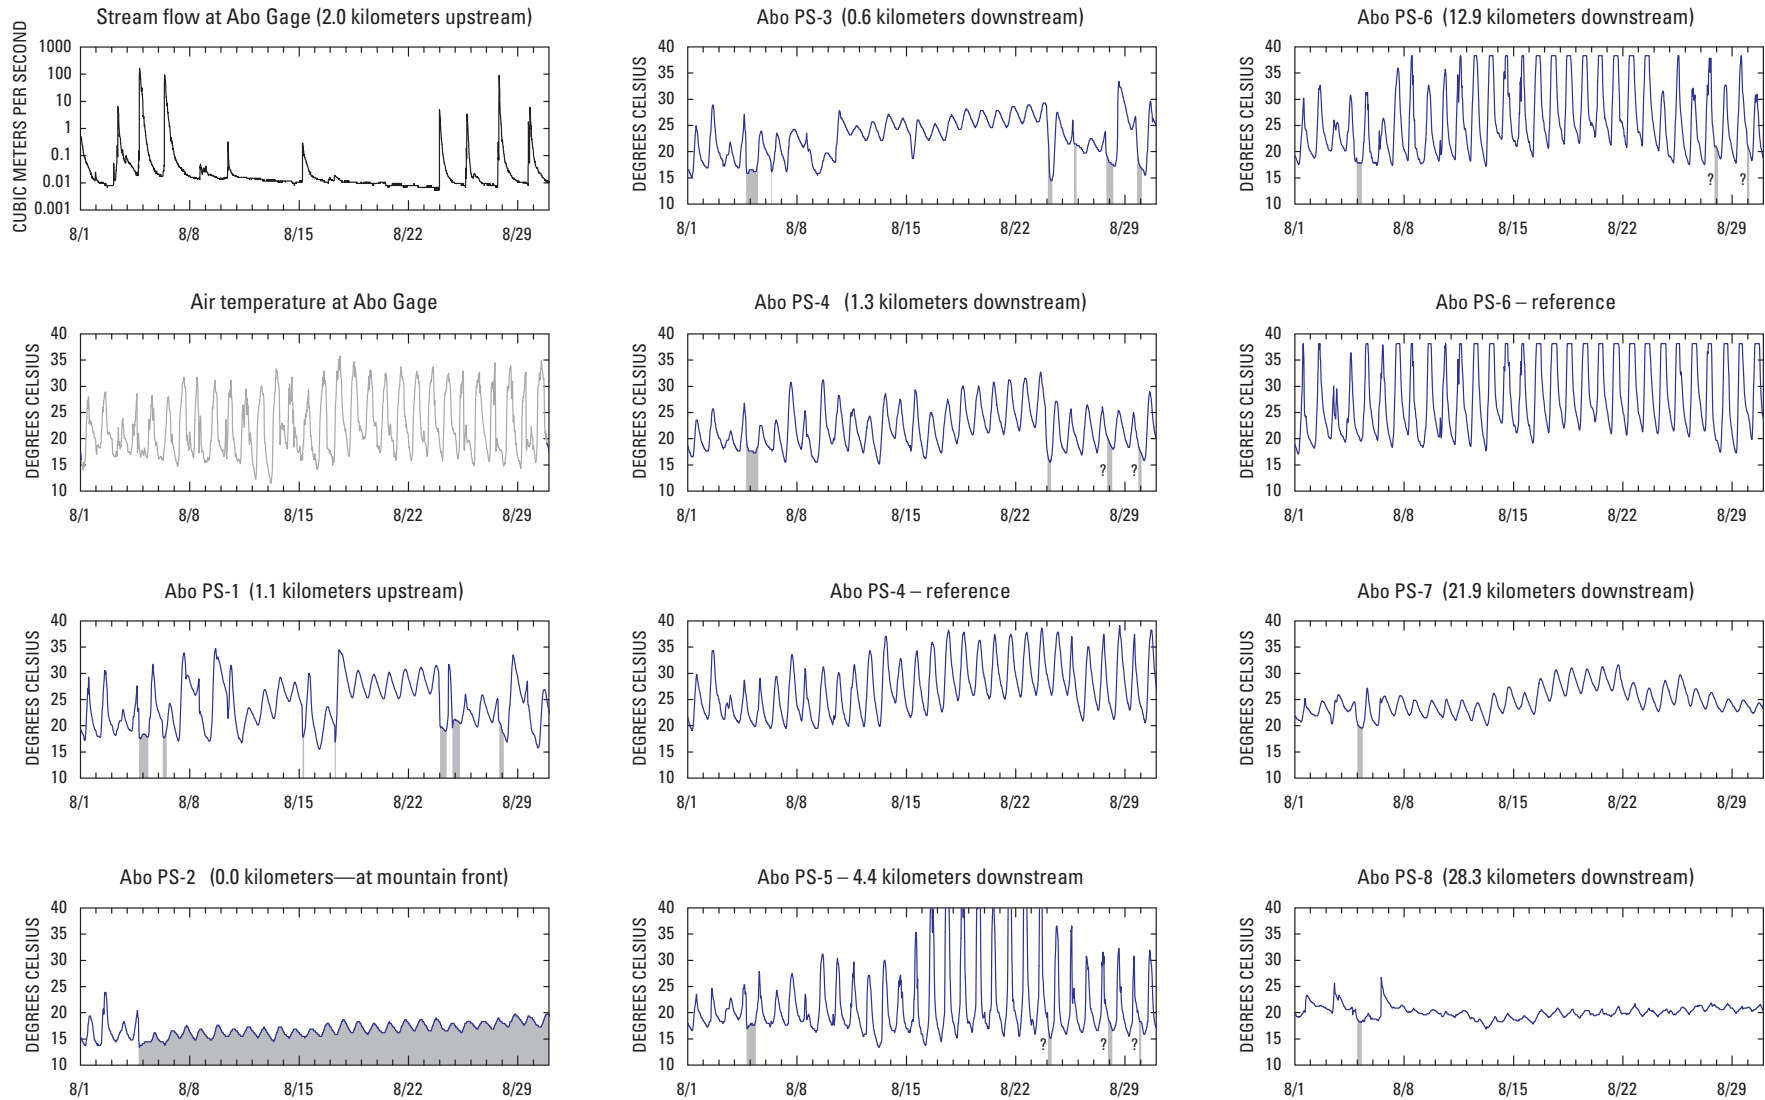 Stream flow at Abo Gage (2.0 kilometers upstream)
CUBIC METERS PER SECOND
1000
100
10
1
0.1
0.01
0.001
8/1 8/8 8/15 8/22 8/29
Air temperature at Abo Gage
DEGREES CELSIUS
40
35
30
25
20
15
10
8/1 8/8 8/15 8/22 8/29
Abo PS-1 (1.1 kilometers upstream)
DEGREES CELSIUS
40
35
30
25
20
15
10
8/1 8/8 8/15 8/22 8/29
Abo PS-2 (0.0 kilometers—at mountain front)
DEGREES CELSIUS
40
35
30
25
20
15
10
8/1 8/8 8/15 8/22 8/29
Abo PS-3 (0.6 kilometers downstream)
DEGREES CELSIUS
40
35
30
25
20
15
10
8/1 8/8 8/15 8/22 8/29
Abo PS-4 (1.3 kilometers downstream)
DEGREES CELSIUS
40
35
30
25
20
15
10
? ?
8/1 8/8 8/15 8/22 8/29
Abo PS-4 – reference
DEGREES CELSIUS
40
35
30
25
20
15
10
8/1 8/8 8/15 8/22 8/29
Abo PS-5 – 4.4 kilometers downstream
DEGREES CELSIUS
40
35
30
25
20
15
10
? ? ?
8/1 8/8 8/15 8/22 8/29
Abo PS-6 (12.9 kilometers downstream)
DEGREES CELSIUS
40
35
30
25
20
15
10
? ?
8/1 8/8 8/15 8/22 8/29
Abo PS-6 – reference
DEGREES CELSIUS
40
35
30
25
20
15
10
8/1 8/8 8/15 8/22 8/29
Abo PS-7 (21.9 kilometers downstream)
DEGREES CELSIUS
40
35
30
25
20
15
10
8/1 8/8 8/15 8/22 8/29
Abo PS-8 (28.3 kilometers downstream)
DEGREES CELSIUS
40
35
30
25
20
15
10
8/1 8/8 8/15 8/22 8/29